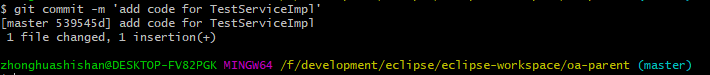 $ git commit -m 'add code for TestServiceImpl'
[master 539545d] add code for TestServiceImpl
 1 file changed, 1 insertion(+)
zhonghuashishan@DESKTOP-FV82PGK MINGW64 /f/development/eclipse/eclipse-workspace/oa-parent (master)